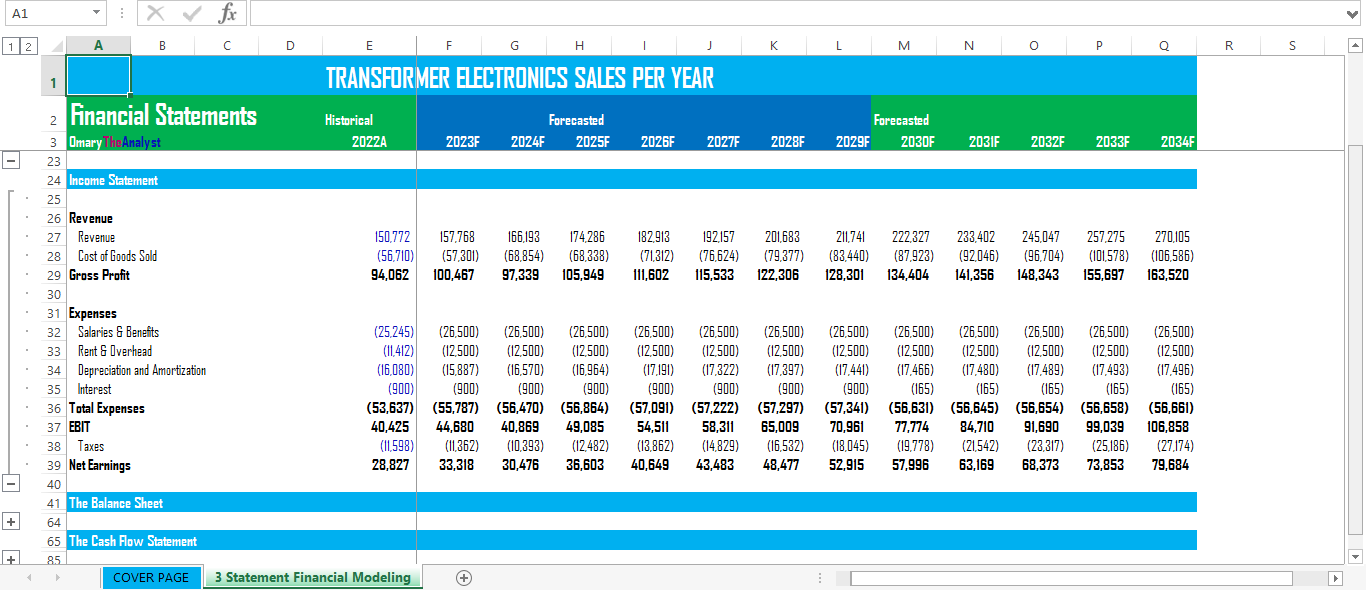 A1 fx
1 2 A B C D E F G H I J K L M N O P Q R S
1 TRANSFORMER ELECTRONICS SALES PER YEAR
2 Financial Statements Historical Forecasted Forecasted
3 OmaryTheAnalyst 2022A 2023F 2024F 2025F 2026F 2027F 2028F 2029F 2030F 2031F 2032F 2033F 2034F
23
24 Income Statement
25
26 Revenue
27 Revenue 150,772 157,768 166,193 174,286 182,913 192,157 201,683 211,741 222,327 233,402 245,047 257,275 270,105
28 Cost of Goods Sold (56,710) (57,301) (68,854) (68,338) (71,312) (76,624) (79,377) (83,440) (87,923) (92,046) (96,704) (101,578) (106,586)
29 Gross Profit 94,062 100,467 97,339 105,949 111,602 115,533 122,306 128,301 134,404 141,356 148,343 155,697 163,520
30
31 Expenses
32 Salaries & Benefits (25,245) (26,500) (26,500) (26,500) (26,500) (26,500) (26,500) (26,500) (26,500) (26,500) (26,500) (26,500) (26,500)
33 Rent & Overhead (11,412) (12,500) (12,500) (12,500) (12,500) (12,500) (12,500) (12,500) (12,500) (12,500) (12,500) (12,500) (12,500)
34 Depreciation and Amortization (16,080) (15,887) (16,570) (16,964) (17,191) (17,322) (17,397) (17,441) (17,466) (17,480) (17,489) (17,493) (17,496)
35 Interest (900) (900) (900) (900) (900) (900) (900) (900) (165) (165) (165) (165) (165)
36 Total Expenses (53,637) (55,787) (56,470) (56,864) (57,091) (57,222) (57,297) (57,341) (56,631) (56,645) (56,654) (56,658) (56,661)
37 EBIT 40,425 44,680 40,869 49,085 54,511 58,311 65,009 70,961 77,774 84,710 91,690 99,039 106,858
38 Taxes (11,598) (11,362) (10,393) (12,482) (13,862) (14,829) (16,532) (18,045) (19,778) (21,542) (23,317) (25,186) (27,174)
39 Net Earnings 28,827 33,318 30,476 36,603 40,649 43,483 48,477 52,915 57,996 63,169 68,373 73,853 79,684
40
41 The Balance Sheet
64
65 The Cash Flow Statement
85
COVER PAGE 3 Statement Financial Modeling